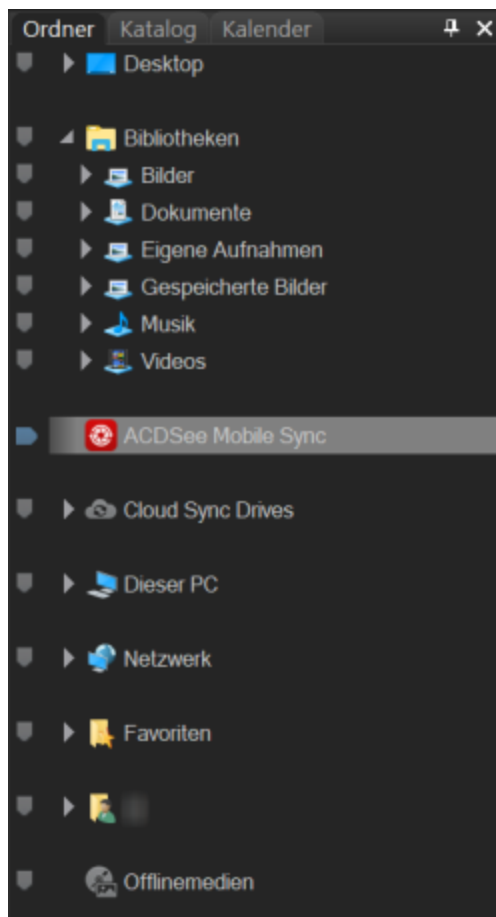 Ordner Katalog Kalender
Desktop
Bibliotheken
Bilder
Dokumente
Eigene Aufnahmen
Gespeicherte Bilder
Musik
Videos
ACDSee Mobile Sync
Cloud Sync Drives
Dieser PC
Netzwerk
Favoriten
Offlinemedien